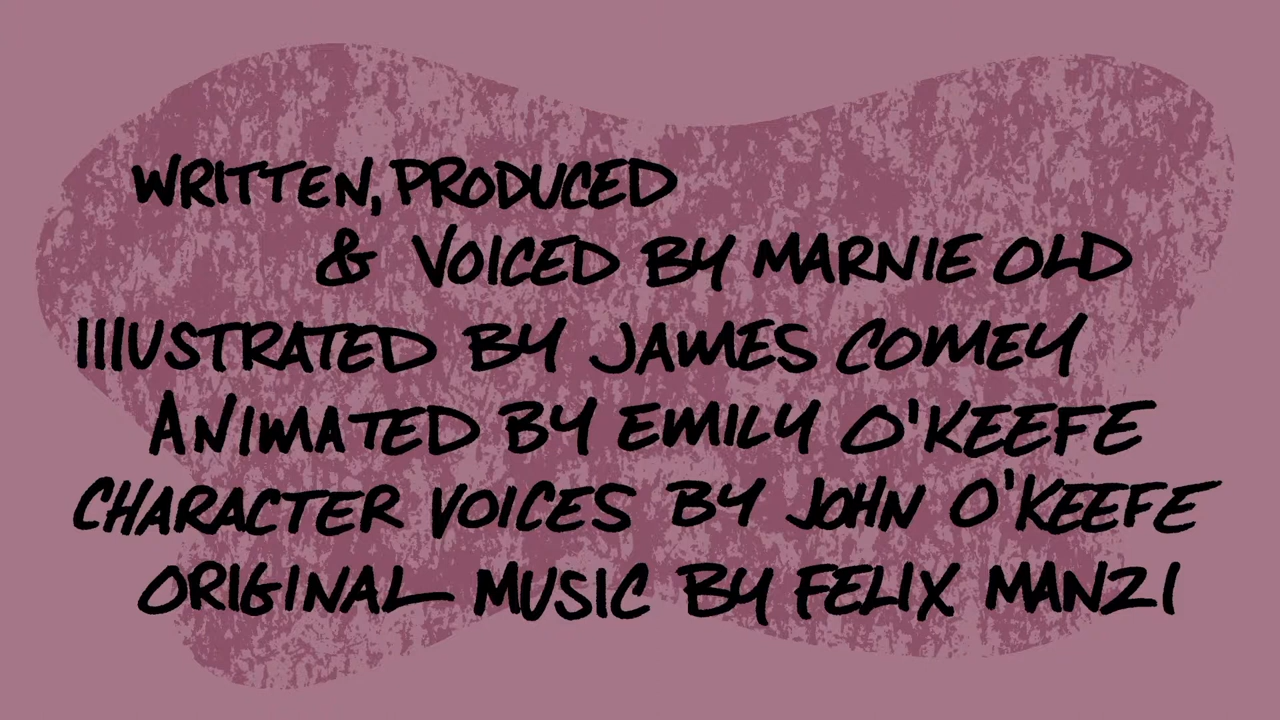 WRITTEN, PRODUCED
& VOICED BY MARNIE OLD
ILLUSTRATED BY JAMES COMEY
ANIMATED BY EMILY O'KEEFE
CHARACTER VOICES BY JOHN O'KEEFE
ORIGINAL MUSIC BY FELIX MANZI